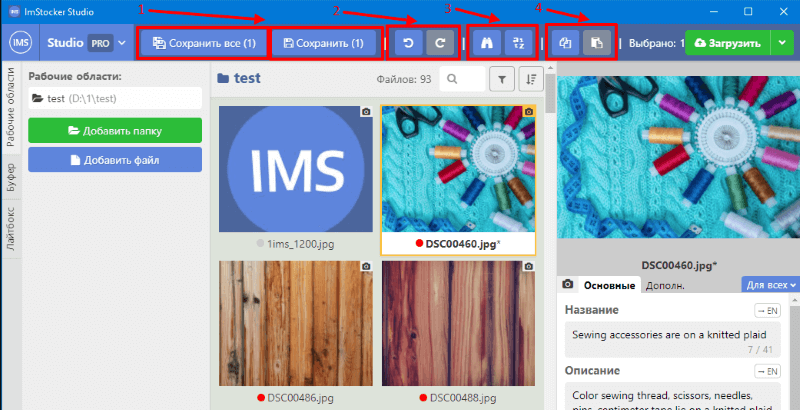 ImStocker Studio
1
2
3
4
IMS Studio PRO
Сохранить все (1)
Сохранить (1)
Выбрано: 1
Загрузить
Рабочие области
Буфер
Лайтбокс
Рабочие области:
test (D:\1\test)
Добавить папку
Добавить файл
test
Файлов: 93
IMS
1ims_1200.jpg
DSC00460.jpg*
DSC00486.jpg
DSC00488.jpg
DSC00460.jpg*
Основные
Дополн.
Для всех
Название
→ EN
Sewing accessories are on a knitted plaid
7 / 41
Описание
→ EN
Color sewing thread, scissors, needles,
pins, centimeter tape lie on a knitted plaid